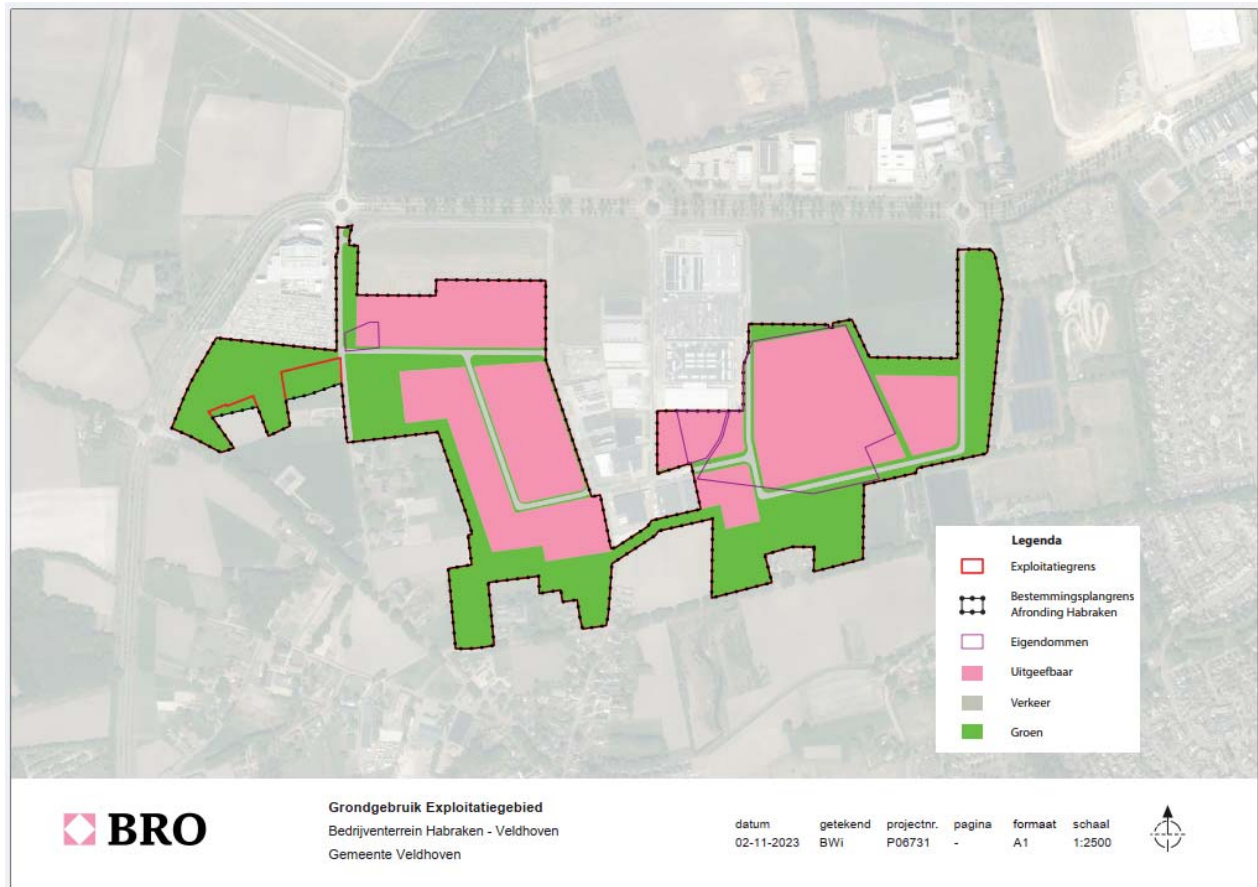 Legenda
Exploitatiegrens
Bestemmingsplangrens
Afronding Habraken
Eigendommen
Uitgeefbaar
Verkeer
Groen
BRO
Grondgebruik Exploitatiegebied
Bedrijventerrein Habraken - Veldhoven
Gemeente Veldhoven
datum getekend projectnr. pagina formaat schaal
02-11-2023 BWi P06731 - A1 1:2500